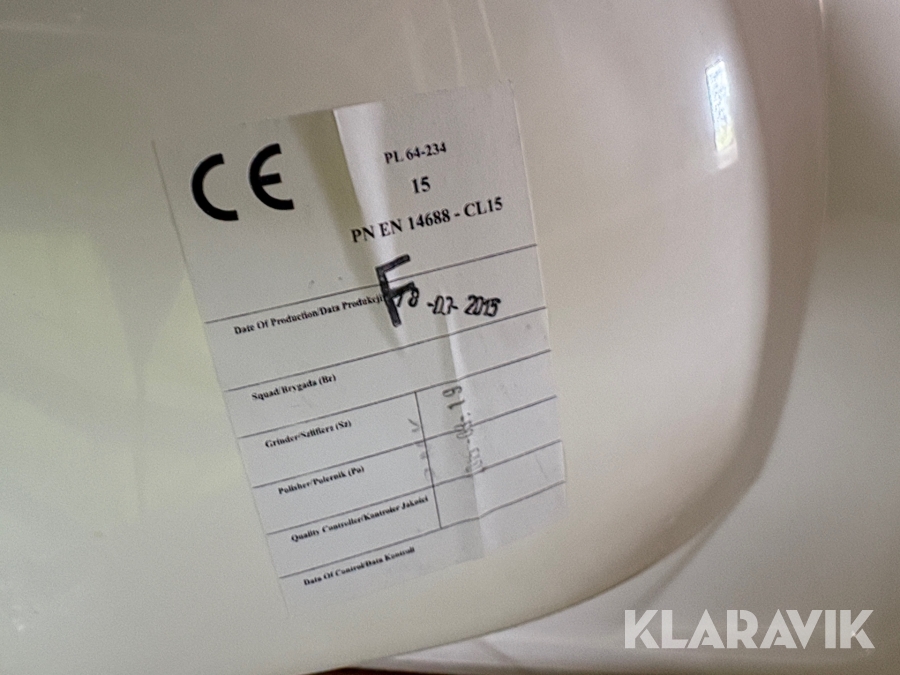 CE
PL 64-234
15
PN EN 14688 - CL15
Date Of Production/Data Produkcji
F
18 -07- 2015
Squad/Brygada (Br)
Grinder/Szlifierz (Sz)
Polisher/Polernik (Po)
Quality Controller/Kontroler Jakości
Date Of Control/Data Kontroli
KLARAVIK